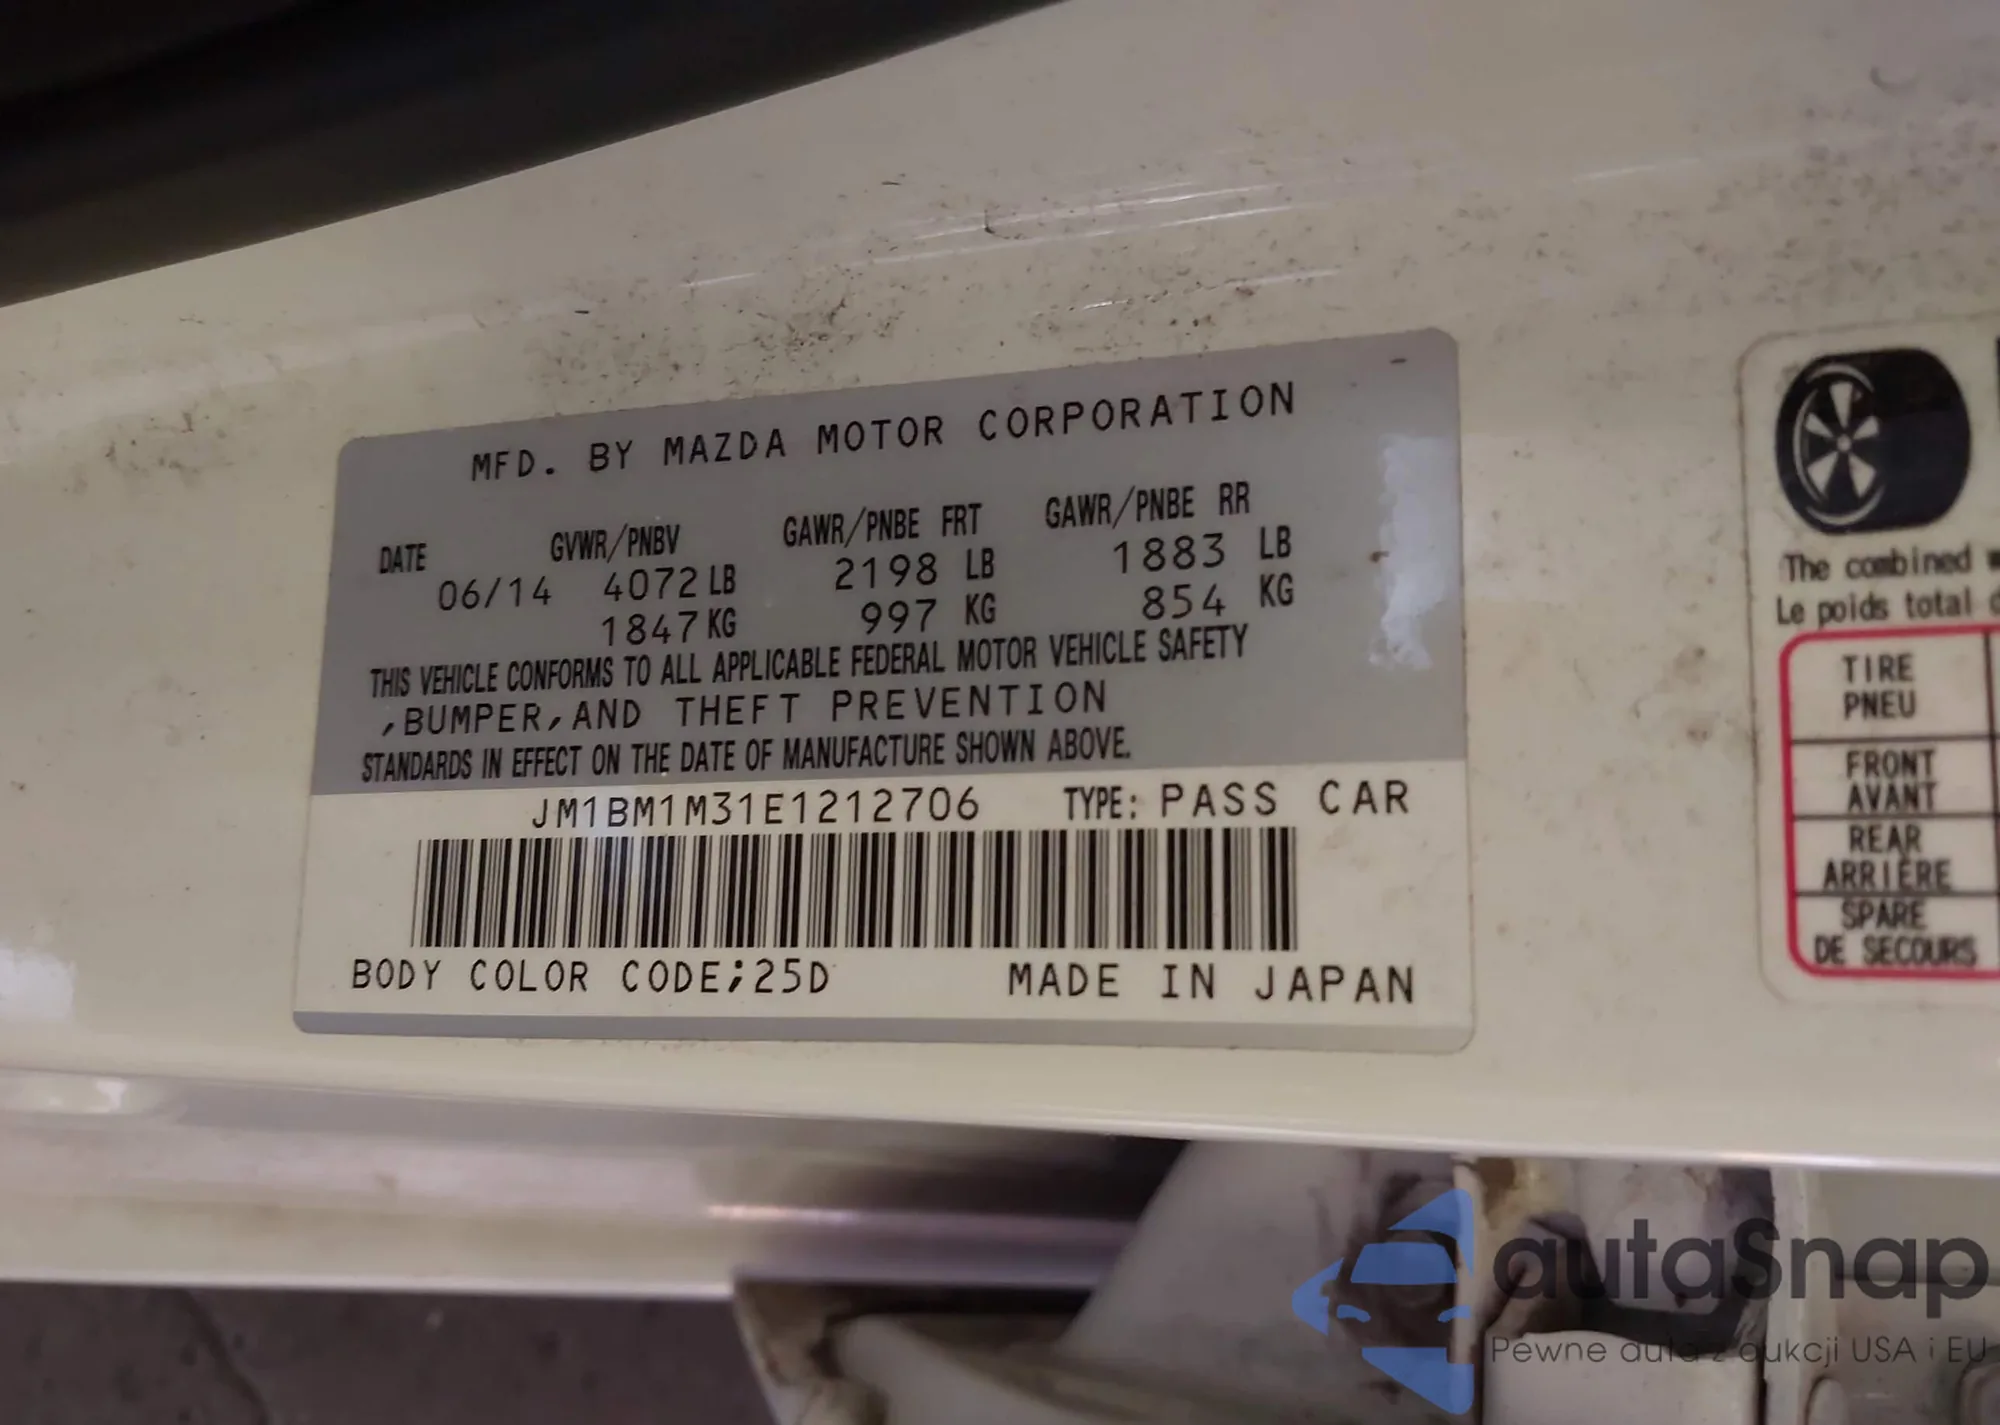 MFD. BY MAZDA MOTOR CORPORATION
DATE GVWR/PNBV GAWR/PNBE FRT GAWR/PNBE RR
06/14 4072 LB 2198 LB 1883 LB
1847 KG 997 KG 854 KG
THIS VEHICLE CONFORMS TO ALL APPLICABLE FEDERAL MOTOR VEHICLE SAFETY
,BUMPER,AND THEFT PREVENTION
STANDARDS IN EFFECT ON THE DATE OF MANUFACTURE SHOWN ABOVE.
JM1BM1M31E1212706 TYPE: PASS CAR
BODY COLOR CODE;25D MADE IN JAPAN
The combined
Le poids total
TIRE
PNEU
FRONT
AVANT
REAR
ARRIÈRE
SPARE
DE SECOURS
autaSnap
Pewne auta z aukcji USA i EU